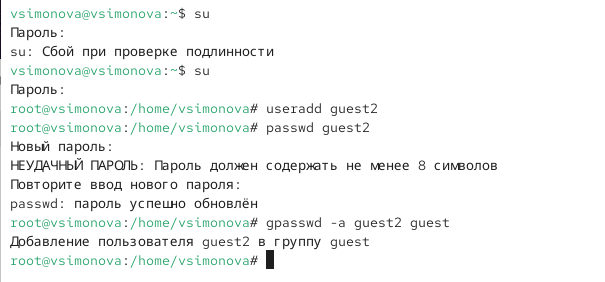 vsimonova@vsimonova:~$ su
Пароль:
su: Сбой при проверке подлинности
vsimonova@vsimonova:~$ su
Пароль:
root@vsimonova:/home/vsimonova# useradd guest2
root@vsimonova:/home/vsimonova# passwd guest2
Новый пароль:
НЕУДАЧНЫЙ ПАРОЛЬ: Пароль должен содержать не менее 8 символов
Повторите ввод нового пароля:
passwd: пароль успешно обновлён
root@vsimonova:/home/vsimonova# gpasswd -a guest2 guest
Добавление пользователя guest2 в группу guest
root@vsimonova:/home/vsimonova#